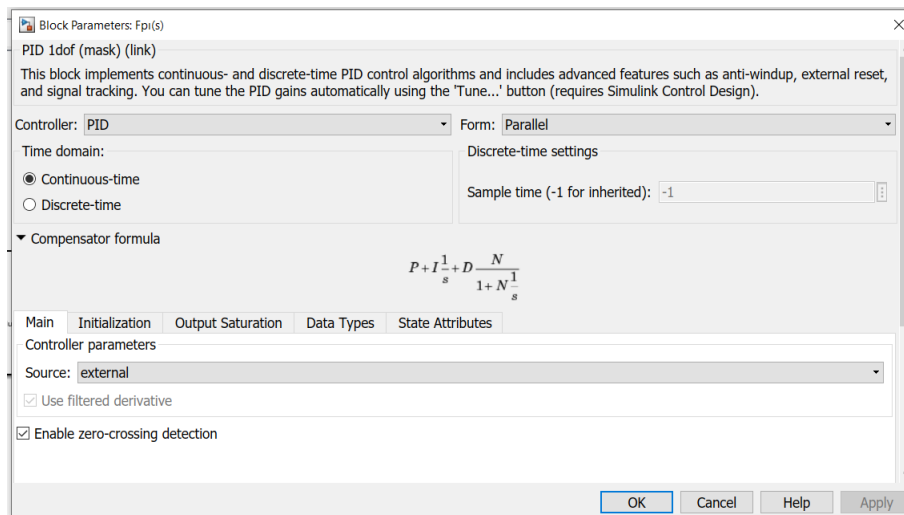 Block Parameters: Fpı(s)
PID 1dof (mask) (link)
This block implements continuous- and discrete-time PID control algorithms and includes advanced features such as anti-windup, external reset,
and signal tracking. You can tune the PID gains automatically using the 'Tune...' button (requires Simulink Control Design).
Controller: PID Form: Parallel
Time domain: Discrete-time settings
Continuous-time
Sample time (-1 for inherited): -1
Discrete-time
Compensator formula
P + I 1/s + D N/(1 + N 1/s)
Main Initialization Output Saturation Data Types State Attributes
Controller parameters
Source: external
Use filtered derivative
Enable zero-crossing detection
OK Cancel Help Apply